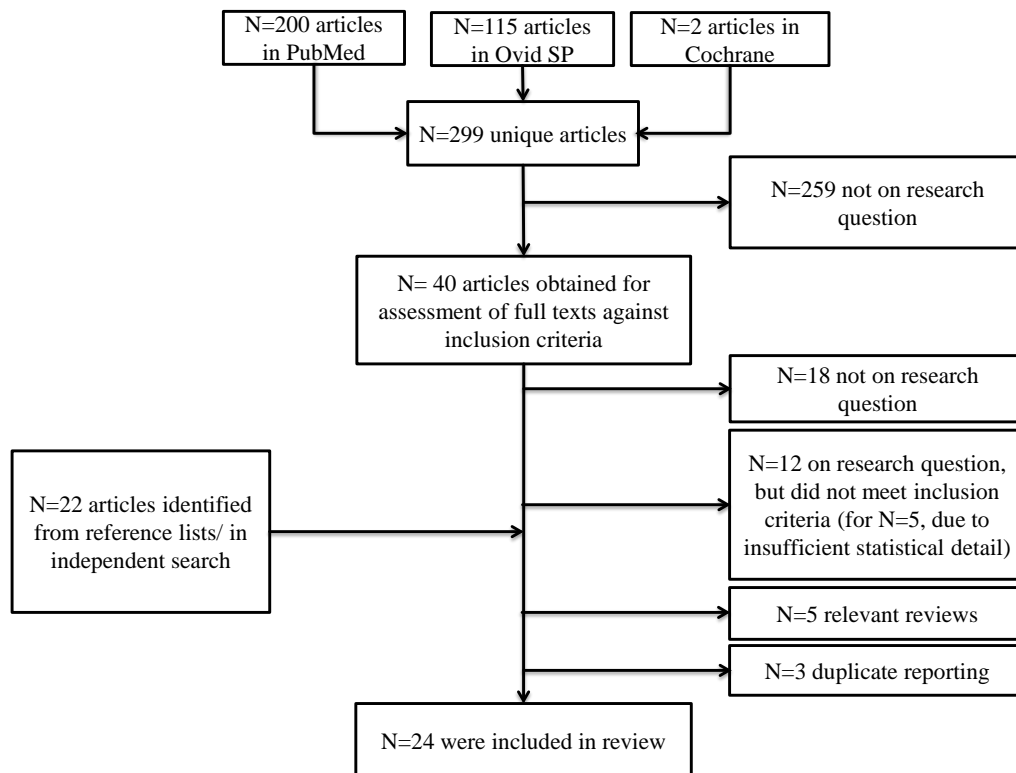 N=200 articles
in PubMed
N=115 articles
in Ovid SP
N=2 articles in
Cochrane
N=299 unique articles
N=259 not on research
question
N= 40 articles obtained for
assessment of full texts against
inclusion criteria
N=18 not on research
question
N=22 articles identified
from reference lists/ in
independent search
N=12 on research question,
but did not meet inclusion
criteria (for N=5, due to
insufficient statistical detail)
N=5 relevant reviews
N=3 duplicate reporting
N=24 were included in review